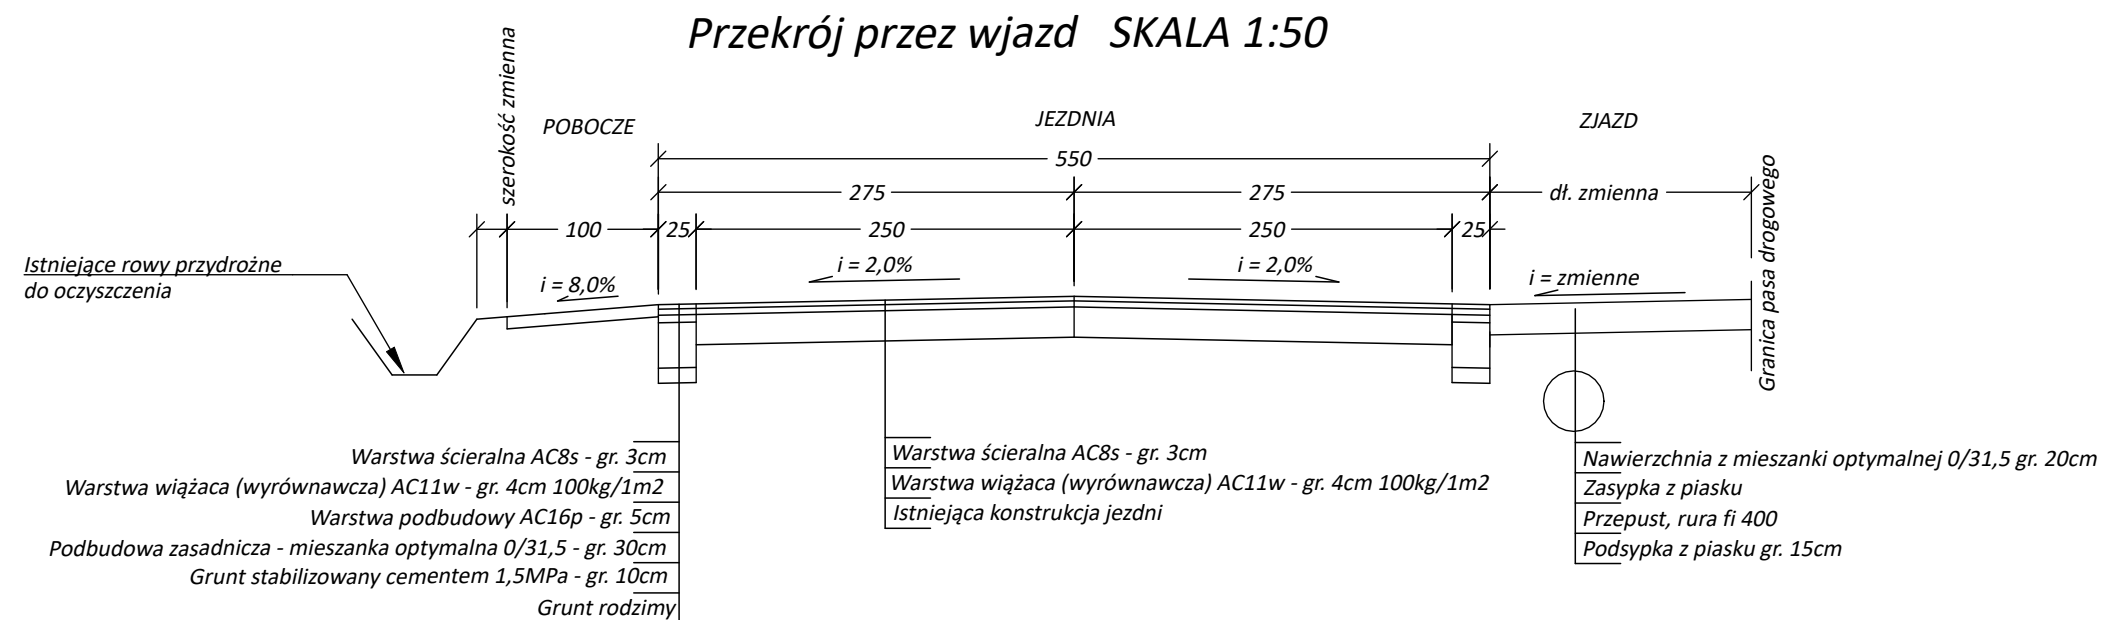 Przekrój przez wjazd SKALA 1:50
szerokość zmienna
POBOCZE
JEZDNIA
ZJAZD
550
275
275
dł. zmienna
Granica pasa drogowego
100
25
250
250
25
Istniejące rowy przydrożne
do oczyszczenia
i = 8,0%
i = 2,0%
i = 2,0%
i = zmienne
Warstwa ścieralna AC8s - gr. 3cm
Warstwa wiążaca (wyrównawcza) AC11w - gr. 4cm 100kg/1m2
Warstwa podbudowy AC16p - gr. 5cm
Podbudowa zasadnicza - mieszanka optymalna 0/31,5 - gr. 30cm
Grunt stabilizowany cementem 1,5MPa - gr. 10cm
Grunt rodzimy
Warstwa ścieralna AC8s - gr. 3cm
Warstwa wiążaca (wyrównawcza) AC11w - gr. 4cm 100kg/1m2
Istniejąca konstrukcja jezdni
Nawierzchnia z mieszanki optymalnej 0/31,5 gr. 20cm
Zasypka z piasku
Przepust, rura fi 400
Podsypka z piasku gr. 15cm